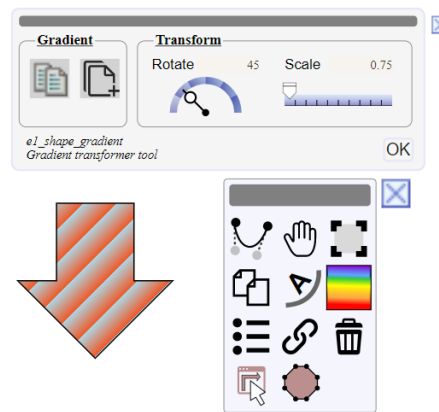 Gradient
Transform
Rotate 45 Scale 0.75
e1_shape_gradient
Gradient transformer tool
OK
A